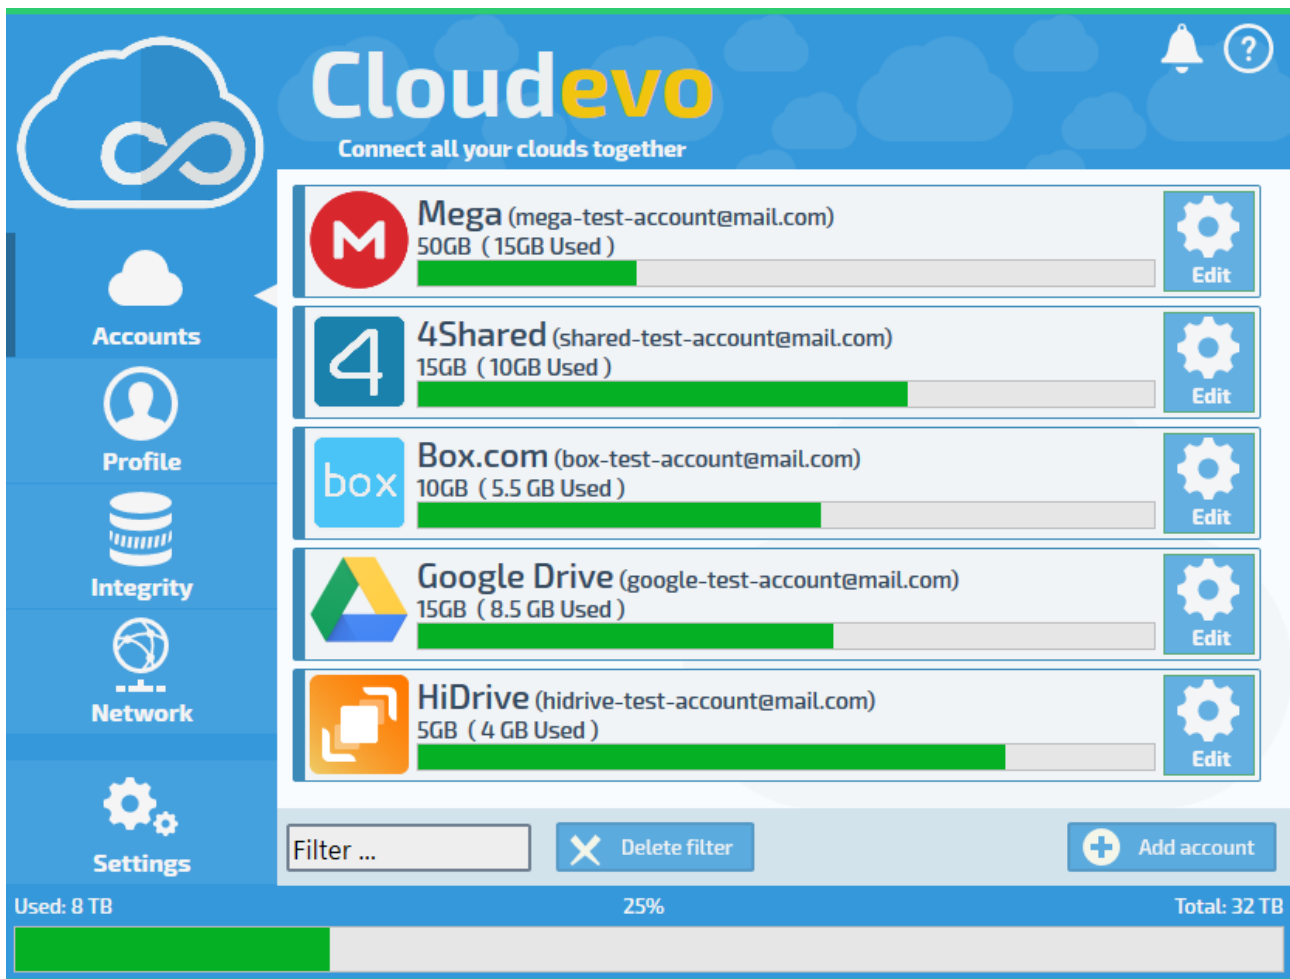 Cloudevo
Connect all your clouds together
?
Accounts
Profile
Integrity
Network
Settings
M
Mega (mega-test-account@mail.com)
50GB ( 15GB Used )
Edit
4
4Shared (shared-test-account@mail.com)
15GB ( 10GB Used )
Edit
box
Box.com (box-test-account@mail.com)
10GB ( 5.5 GB Used )
Edit
Google Drive (google-test-account@mail.com)
15GB ( 8.5 GB Used )
Edit
HiDrive (hidrive-test-account@mail.com)
5GB ( 4 GB Used )
Edit
Filter ...
Delete filter
Add account
Used: 8 TB
25%
Total: 32 TB